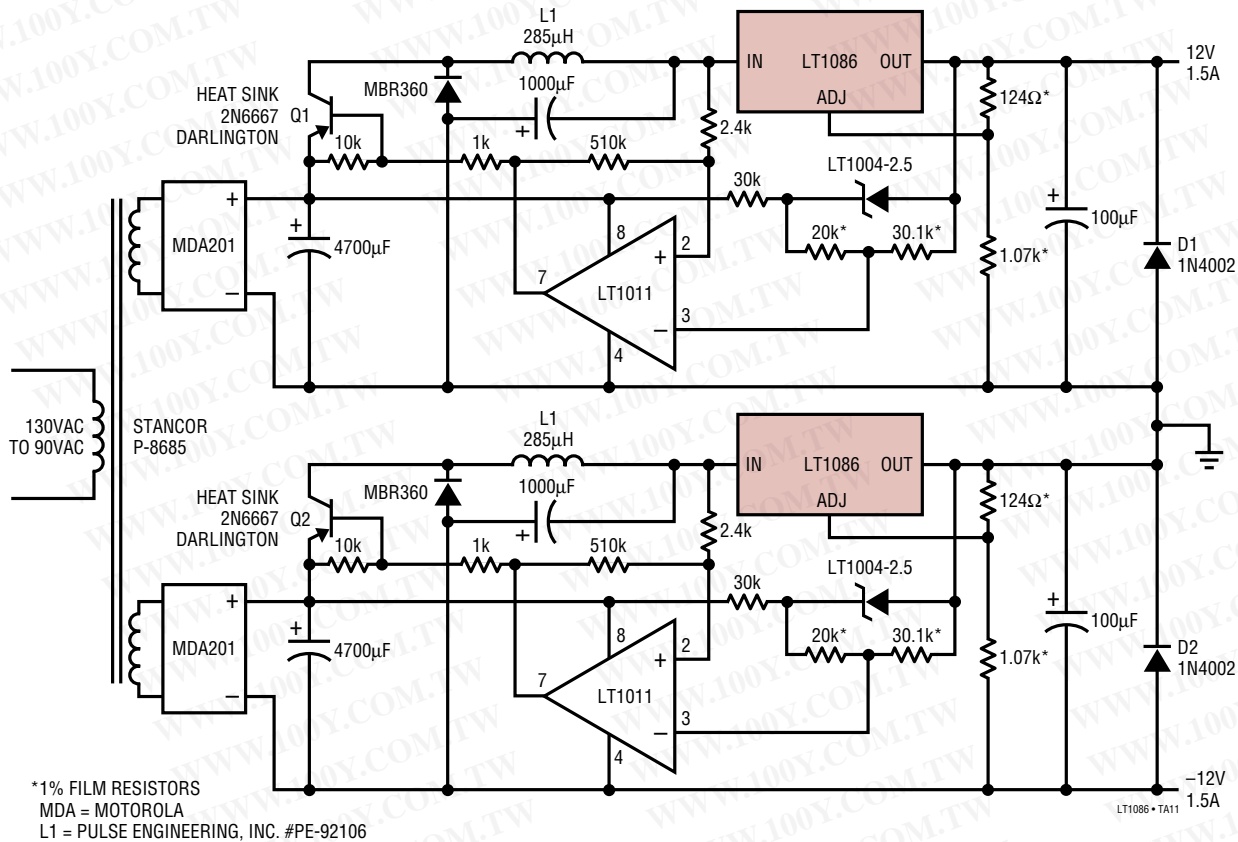 L1
285µH
1000µF
+
MBR360
HEAT SINK
2N6667
DARLINGTON
Q1
10k
1k
510k
2.4k
IN
LT1086
OUT
ADJ
12V
1.5A
124Ω*
LT1004-2.5
30k
20k*
30.1k*
1.07k*
+
100µF
D1
1N4002
MDA201
+
–
+
4700µF
8
2
+
7
LT1011
3
–
4
130VAC
TO 90VAC
STANCOR
P-8685
L1
285µH
1000µF
+
MBR360
HEAT SINK
2N6667
DARLINGTON
Q2
10k
1k
510k
2.4k
IN
LT1086
OUT
ADJ
124Ω*
LT1004-2.5
30k
20k*
30.1k*
1.07k*
+
100µF
D2
1N4002
MDA201
+
–
+
4700µF
8
2
+
7
LT1011
3
–
4
–12V
1.5A
LT1086 • TA11
*1% FILM RESISTORS
MDA = MOTOROLA
L1 = PULSE ENGINEERING, INC. #PE-92106
WWW.100Y.COM.TW